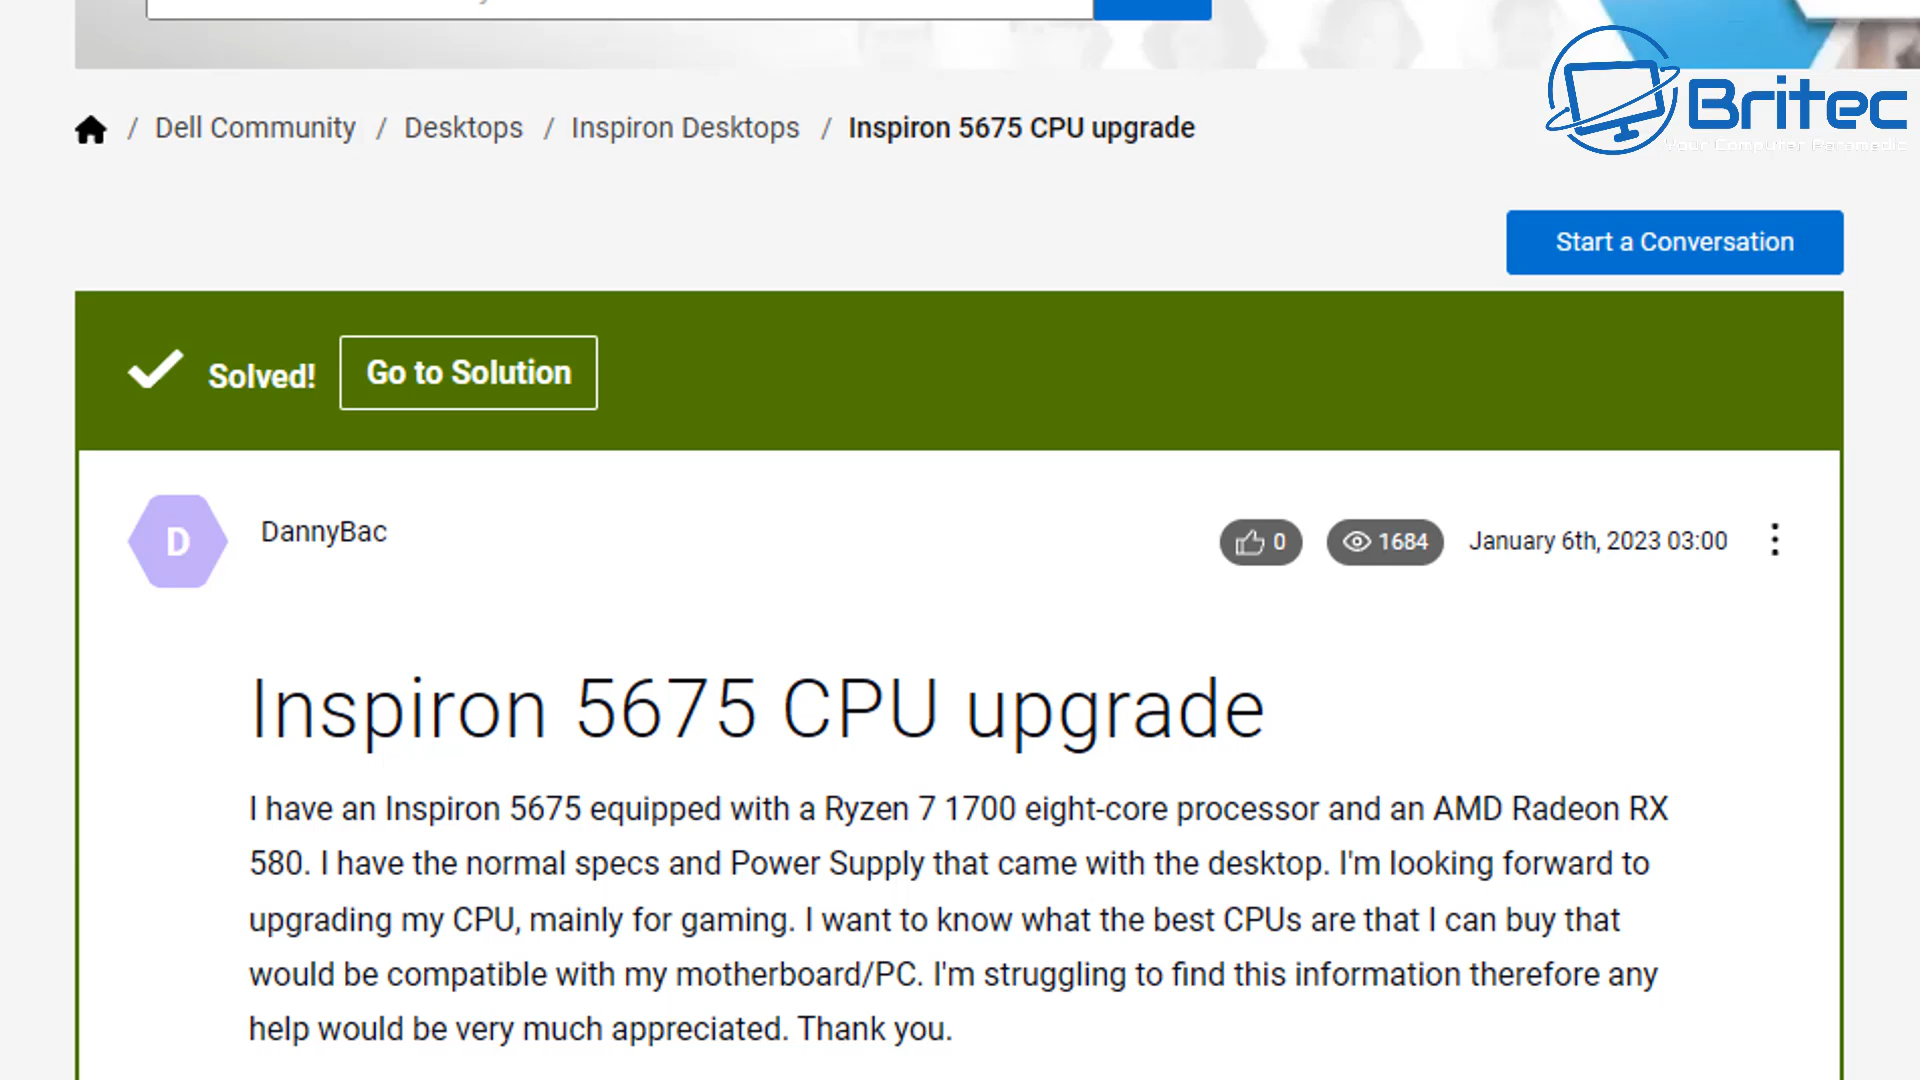 Britec
Your Computer Paramedic
/ Dell Community / Desktops / Inspiron Desktops / Inspiron 5675 CPU upgrade
Start a Conversation
Solved! Go to Solution
D DannyBac 0 1684 January 6th, 2023 03:00
Inspiron 5675 CPU upgrade
I have an Inspiron 5675 equipped with a Ryzen 7 1700 eight-core processor and an AMD Radeon RX
580. I have the normal specs and Power Supply that came with the desktop. I'm looking forward to
upgrading my CPU, mainly for gaming. I want to know what the best CPUs are that I can buy that
would be compatible with my motherboard/PC. I'm struggling to find this information therefore any
help would be very much appreciated. Thank you.